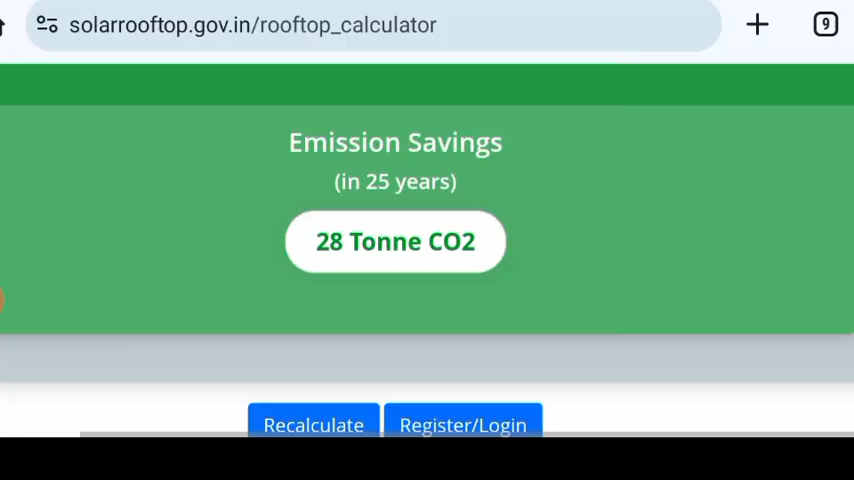 solarrooftop.gov.in/rooftop_calculator
9
Emission Savings
(in 25 years)
28 Tonne CO2
Recalculate Register/Login